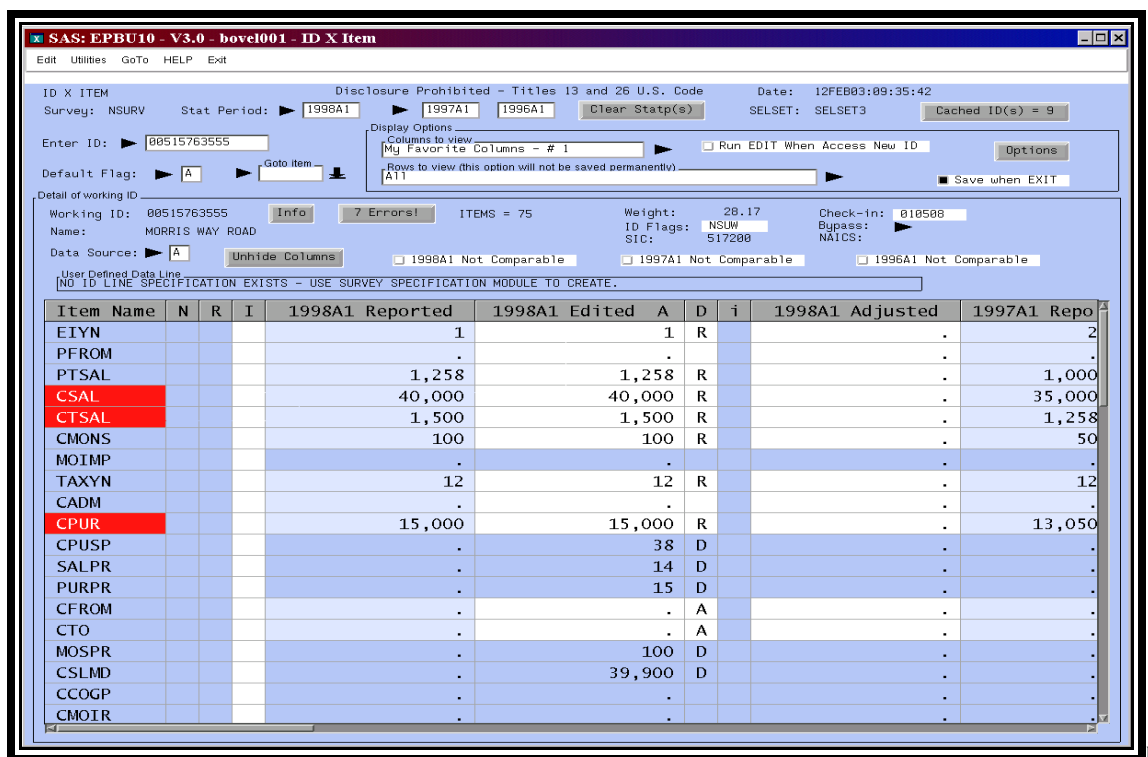 SAS: EPBU10 - V3.0 - bovel001 - ID X Item
Edit Utilities GoTo HELP Exit
ID X ITEM Disclosure Prohibited - Titles 13 and 26 U.S. Code Date: 12FEB03:09:35:42
Survey: NSURV Stat Period: 1998A1 1997A1 1996A1 Clear Statp(s) SELSET: SELSET3 Cached ID(s) = 9
Display Options
Enter ID: 00515763555 Columns to view My Favorite Columns - # 1 Run EDIT When Access New ID Options
Default Flag: A Goto item Rows to view (this option will not be saved permanently) All Save when EXIT
Detail of working ID
Working ID: 00515763555 Info 7 Errors! ITEMS = 75 Weight: 28.17 Check-in: 010508
Name: MORRIS WAY ROAD ID Flags: NSUW Bypass:
SIC: 517200 NAICS:
Data Source: A Unhide Columns 1998A1 Not Comparable 1997A1 Not Comparable 1996A1 Not Comparable
User Defined Data Line
NO ID LINE SPECIFICATION EXISTS - USE SURVEY SPECIFICATION MODULE TO CREATE.
Item Name N R I 1998A1 Reported 1998A1 Edited A D i 1998A1 Adjusted 1997A1 Repo
EIYN 1 1 R . 2
PFROM . . . .
PTSAL 1,258 1,258 R . 1,000
CSAL 40,000 40,000 R . 35,000
CTSAL 1,500 1,500 R . 1,258
CMONS 100 100 R . 50
MOIMP . . . .
TAXYN 12 12 R . 12
CADM . . . .
CPUR 15,000 15,000 R . 13,050
CPUSP . 38 D . .
SALPR . 14 D . .
PURPR . 15 D . .
CFROM . . A . .
CTO . . A . .
MOSPR . 100 D . .
CSLMD . 39,900 D . .
CCOGP . . . .
CMOIR . . . .